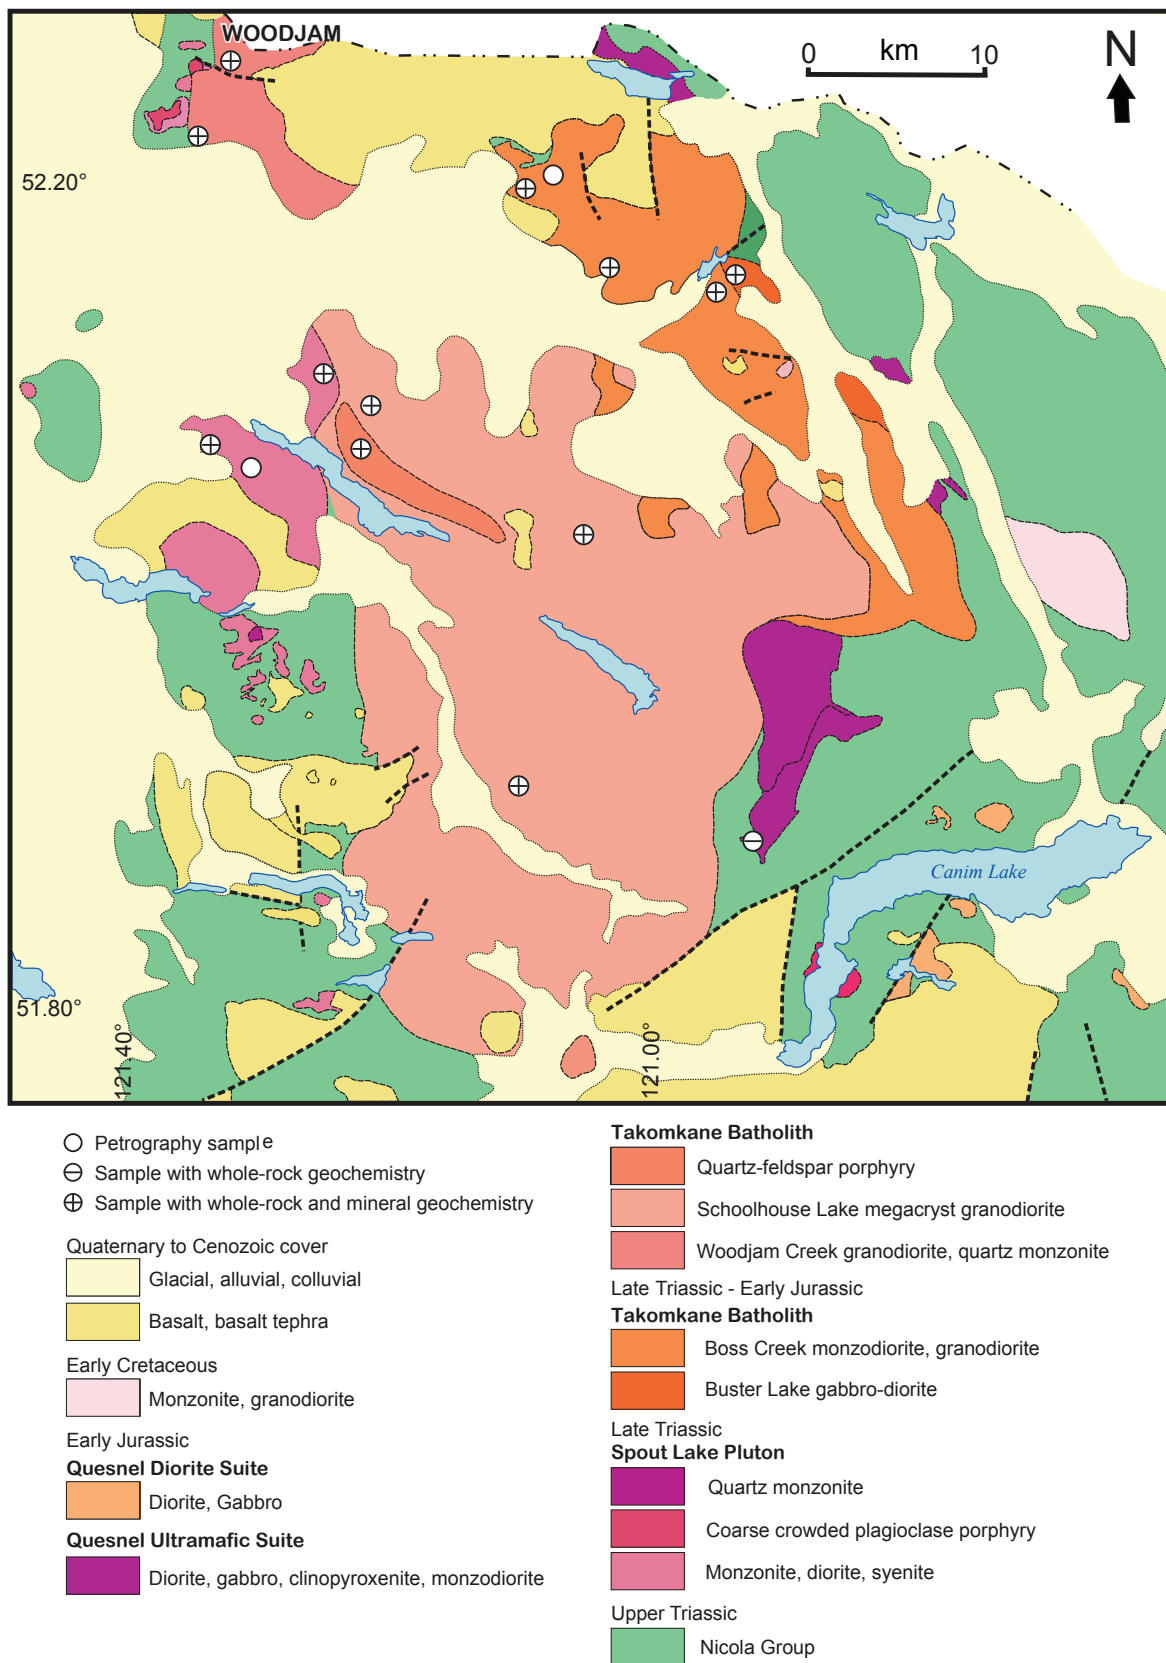 WOODJAM
0 km 10
N
52.20°
Canim Lake
51.80°
121.40°
121.00°
Petrography sample
Sample with whole-rock geochemistry
Sample with whole-rock and mineral geochemistry
Quaternary to Cenozoic cover
Glacial, alluvial, colluvial
Basalt, basalt tephra
Early Cretaceous
Monzonite, granodiorite
Early Jurassic
Quesnel Diorite Suite
Diorite, Gabbro
Quesnel Ultramafic Suite
Diorite, gabbro, clinopyroxenite, monzodiorite
Takomkane Batholith
Quartz-feldspar porphyry
Schoolhouse Lake megacryst granodiorite
Woodjam Creek granodiorite, quartz monzonite
Late Triassic - Early Jurassic
Takomkane Batholith
Boss Creek monzodiorite, granodiorite
Buster Lake gabbro-diorite
Late Triassic
Spout Lake Pluton
Quartz monzonite
Coarse crowded plagioclase porphyry
Monzonite, diorite, syenite
Upper Triassic
Nicola Group